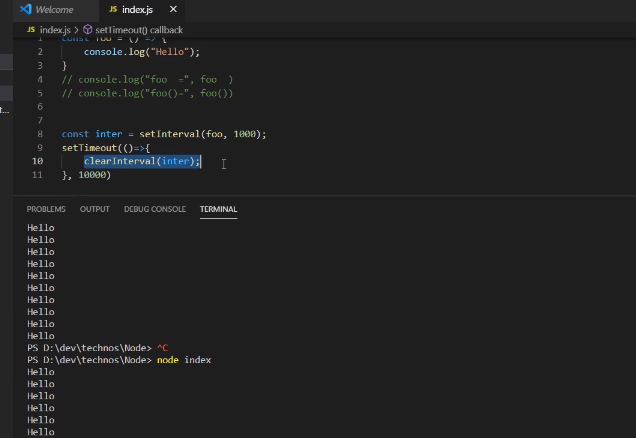 Welcome
JS index.js ×
JS index.js > setTimeout() callback
1 const foo = () => {
2 console.log("Hello");
3 }
4 // console.log("foo =", foo )
5 // console.log("foo()=", foo())
6
7
8 const inter = setInterval(foo, 1000);
9 setTimeout(()=>{
10 clearInterval(inter);
11 }, 10000)
PROBLEMS OUTPUT DEBUG CONSOLE TERMINAL
Hello
Hello
Hello
Hello
Hello
Hello
Hello
Hello
Hello
Hello
PS D:\dev\technos\Node> ^C
PS D:\dev\technos\Node> node index
Hello
Hello
Hello
Hello
Hello
Hello